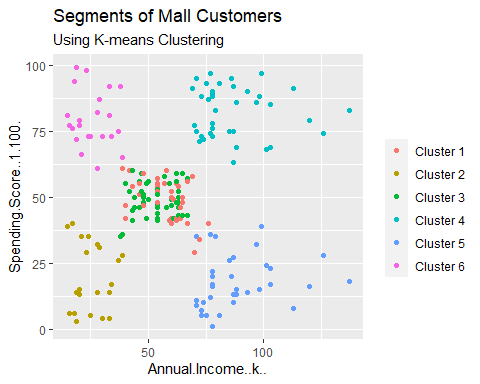 Segments of Mall Customers
Using K-means Clustering
100
75
50
25
0
Spending.Score..1.100.
50
100
Annual.Income..k..
Cluster 1
Cluster 2
Cluster 3
Cluster 4
Cluster 5
Cluster 6